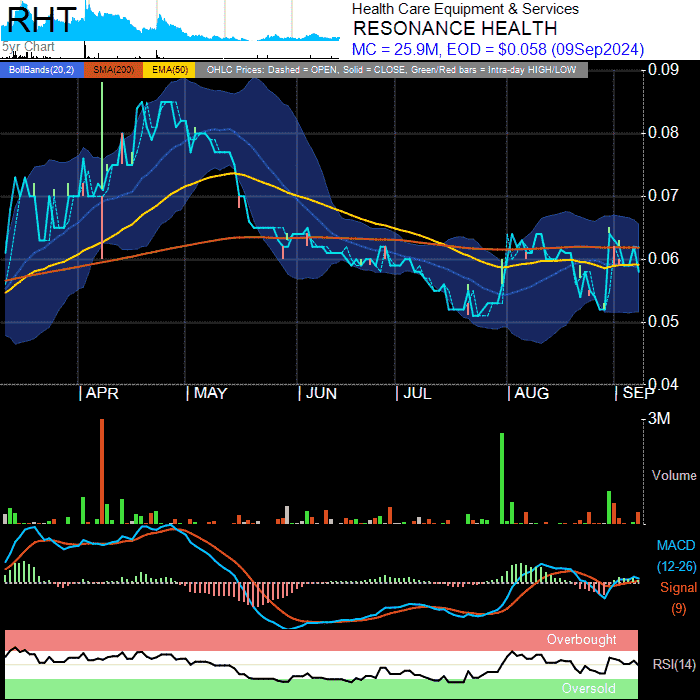 RHT
5yr Chart
Health Care Equipment & Services
RESONANCE HEALTH
MC = 25.9M, EOD = $0.058 (09Sep2024)
BollBands(20,2) SMA(200) EMA(50) OHLC Prices: Dashed = OPEN, Solid = CLOSE, Green/Red bars = Intra-day HIGH/LOW
0.09
0.08
0.07
0.06
0.05
0.04
APR MAY JUN JUL AUG SEP
3M
Volume
MACD
(12-26)
Signal
(9)
Overbought
RSI(14)
Oversold